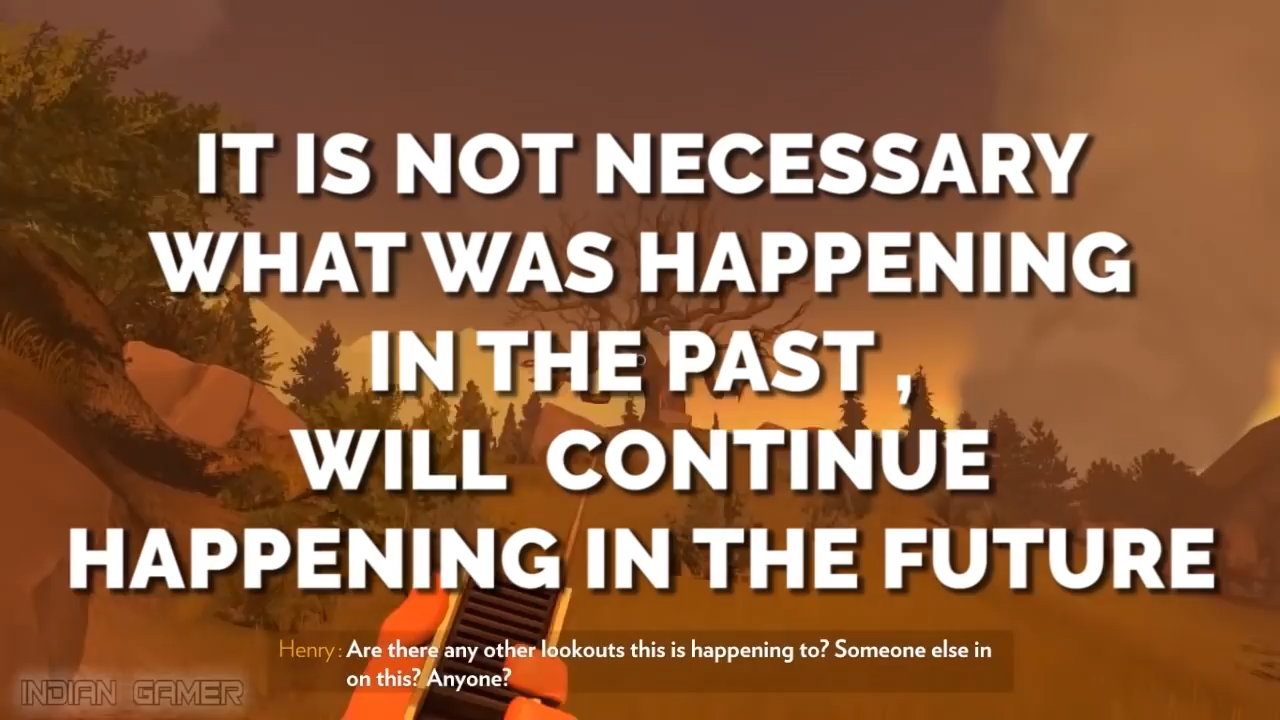 IT IS NOT NECESSARY
WHAT WAS HAPPENING
IN THE PAST ,
WILL CONTINUE
HAPPENING IN THE FUTURE
Henry: Are there any other lookouts this is happening to? Someone else in
on this? Anyone?
INDIAN GAMER